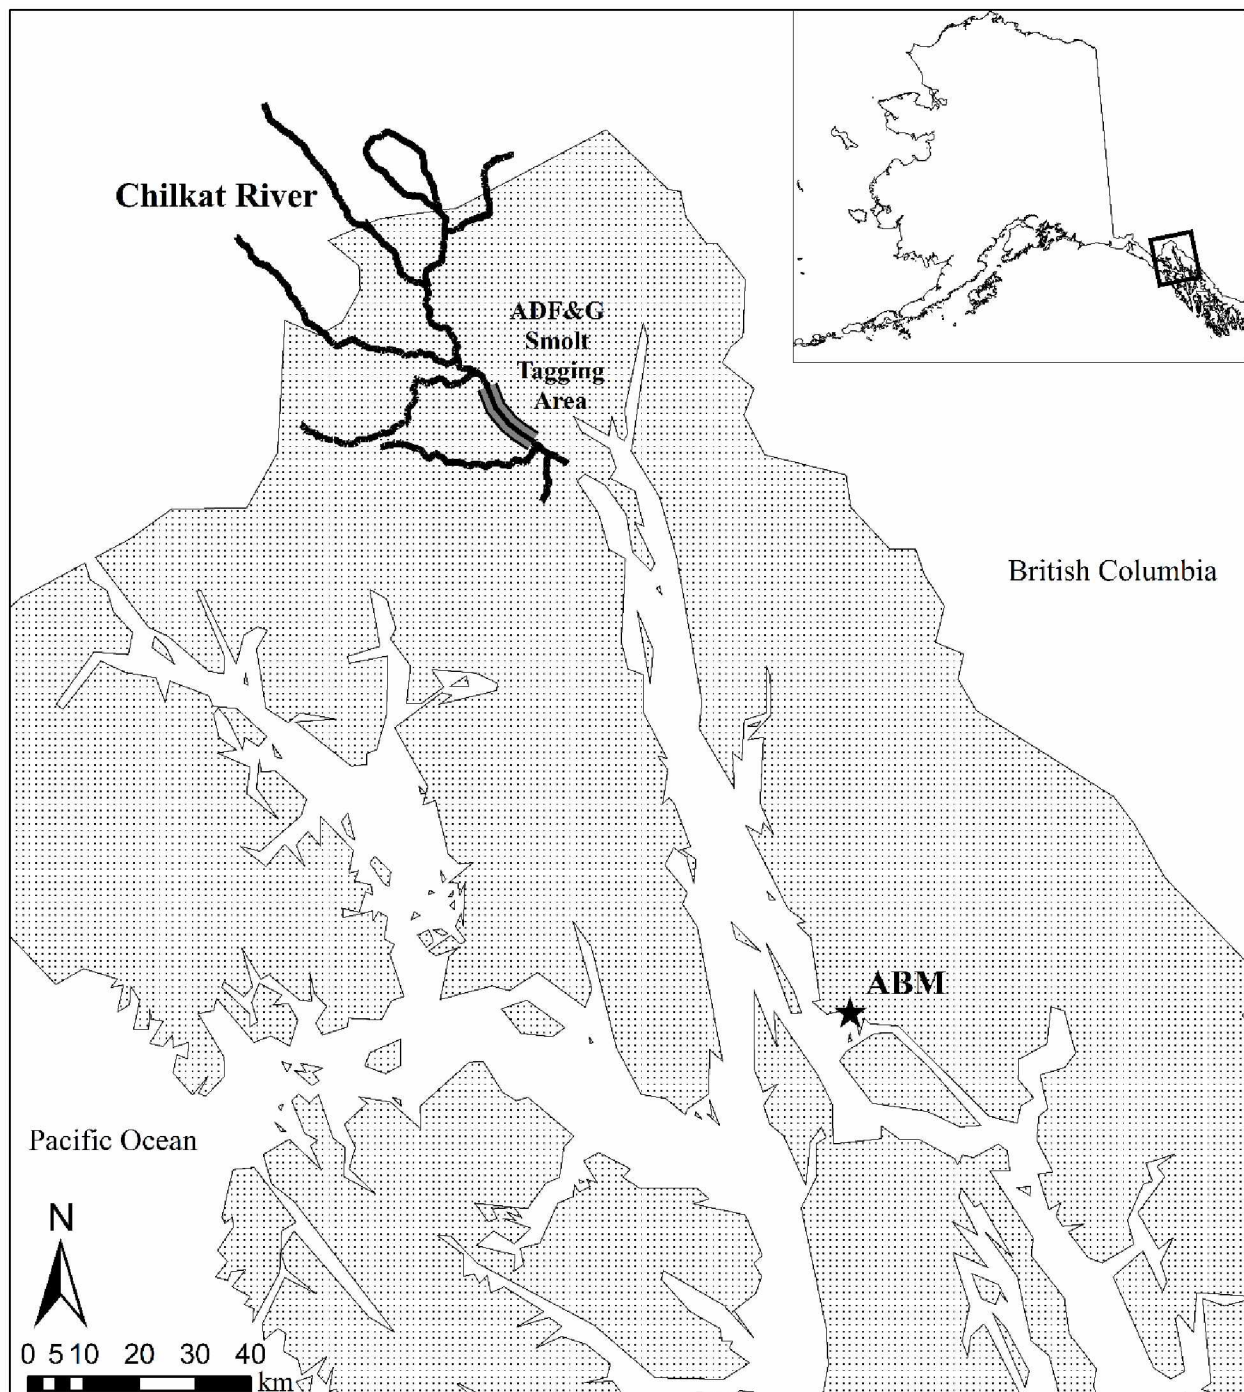 Chilkat River
ADF&G
Smolt
Tagging
Area
British Columbia
ABM
Pacific Ocean
N
0 5 10 20 30 40
km